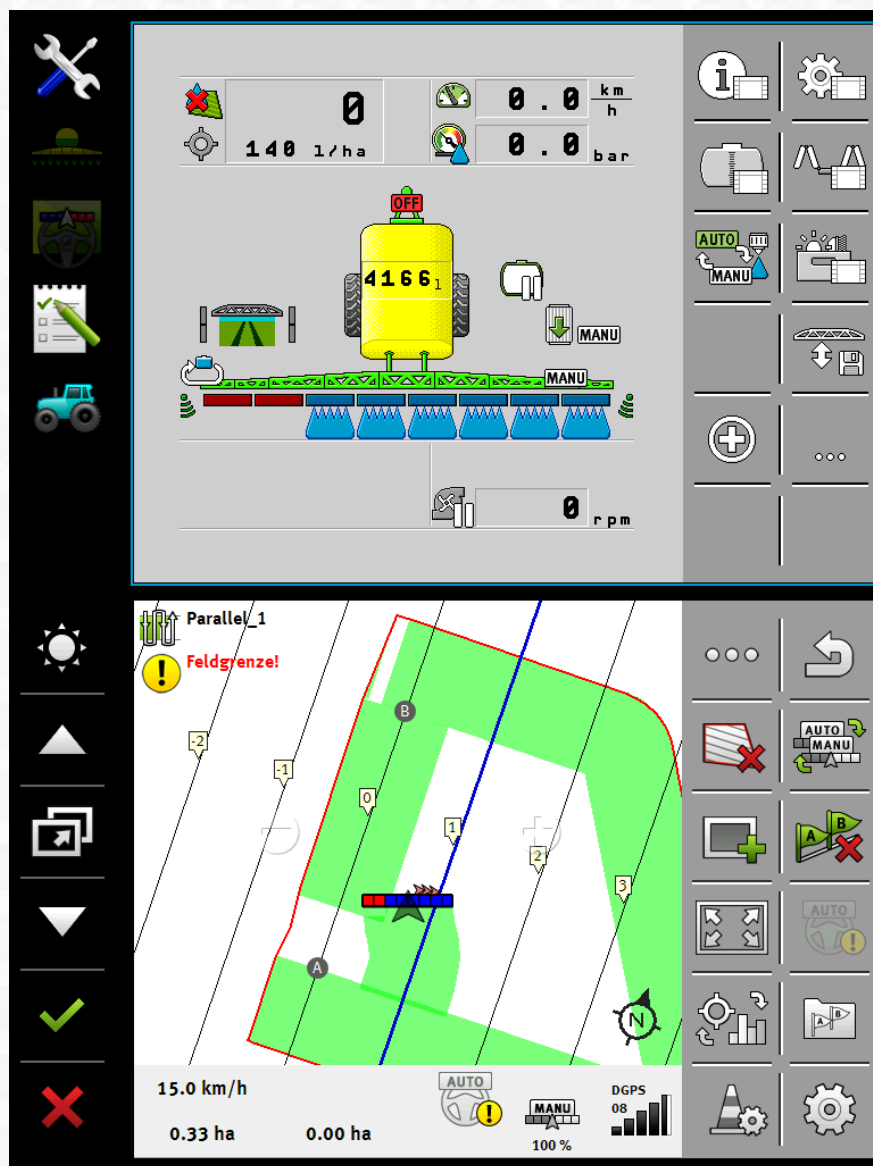 0
140 l/ha
0.0 km/h
0.0 bar
OFF
4166 l
AUTO
MANU
MANU
MANU
0 rpm
Parallel_1
Feldgrenze!
B
-2
-1
0
1
2
3
A
N
AUTO
MANU
A B
AUTO
A B
15.0 km/h
AUTO
MANU
DGPS
08
0.33 ha
0.00 ha
100 %